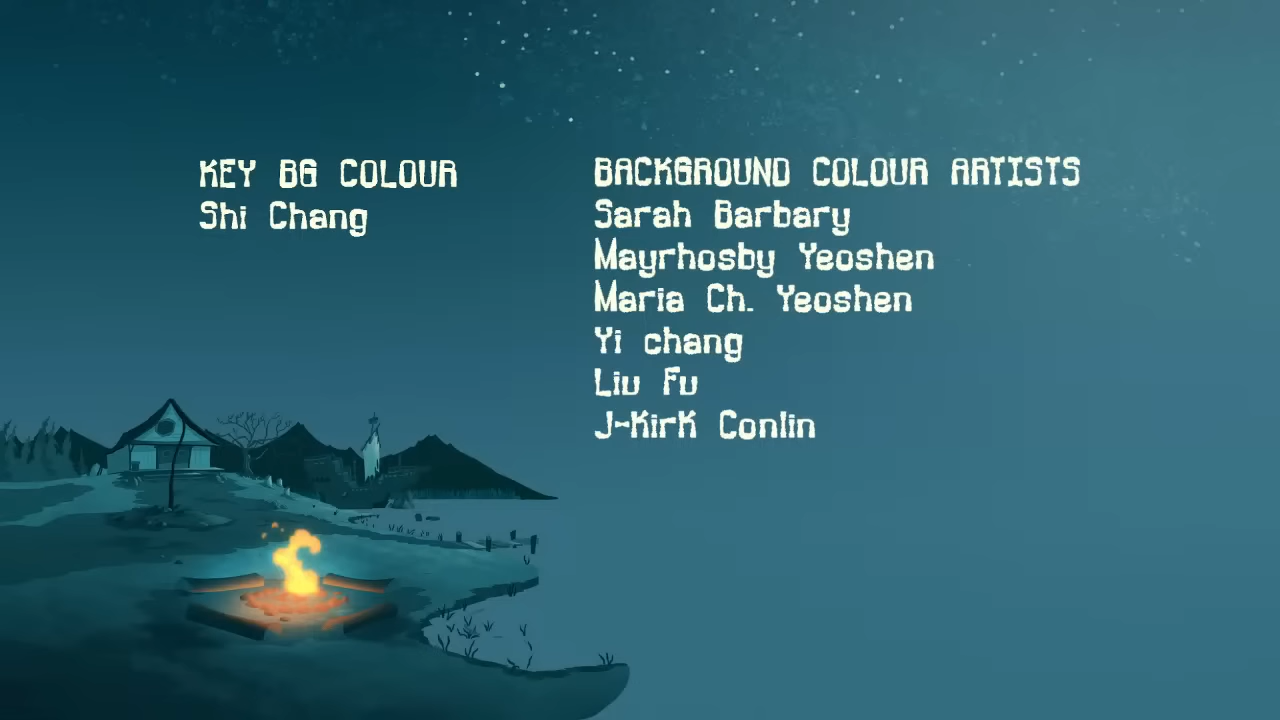 KEY BG COLOUR
Shi Chang
BACKGROUND COLOUR ARTISTS
Sarah Barbary
Mayrhosby Yeoshen
Maria Ch. Yeoshen
Yi chang
Liu Fu
J-KirK Conlin